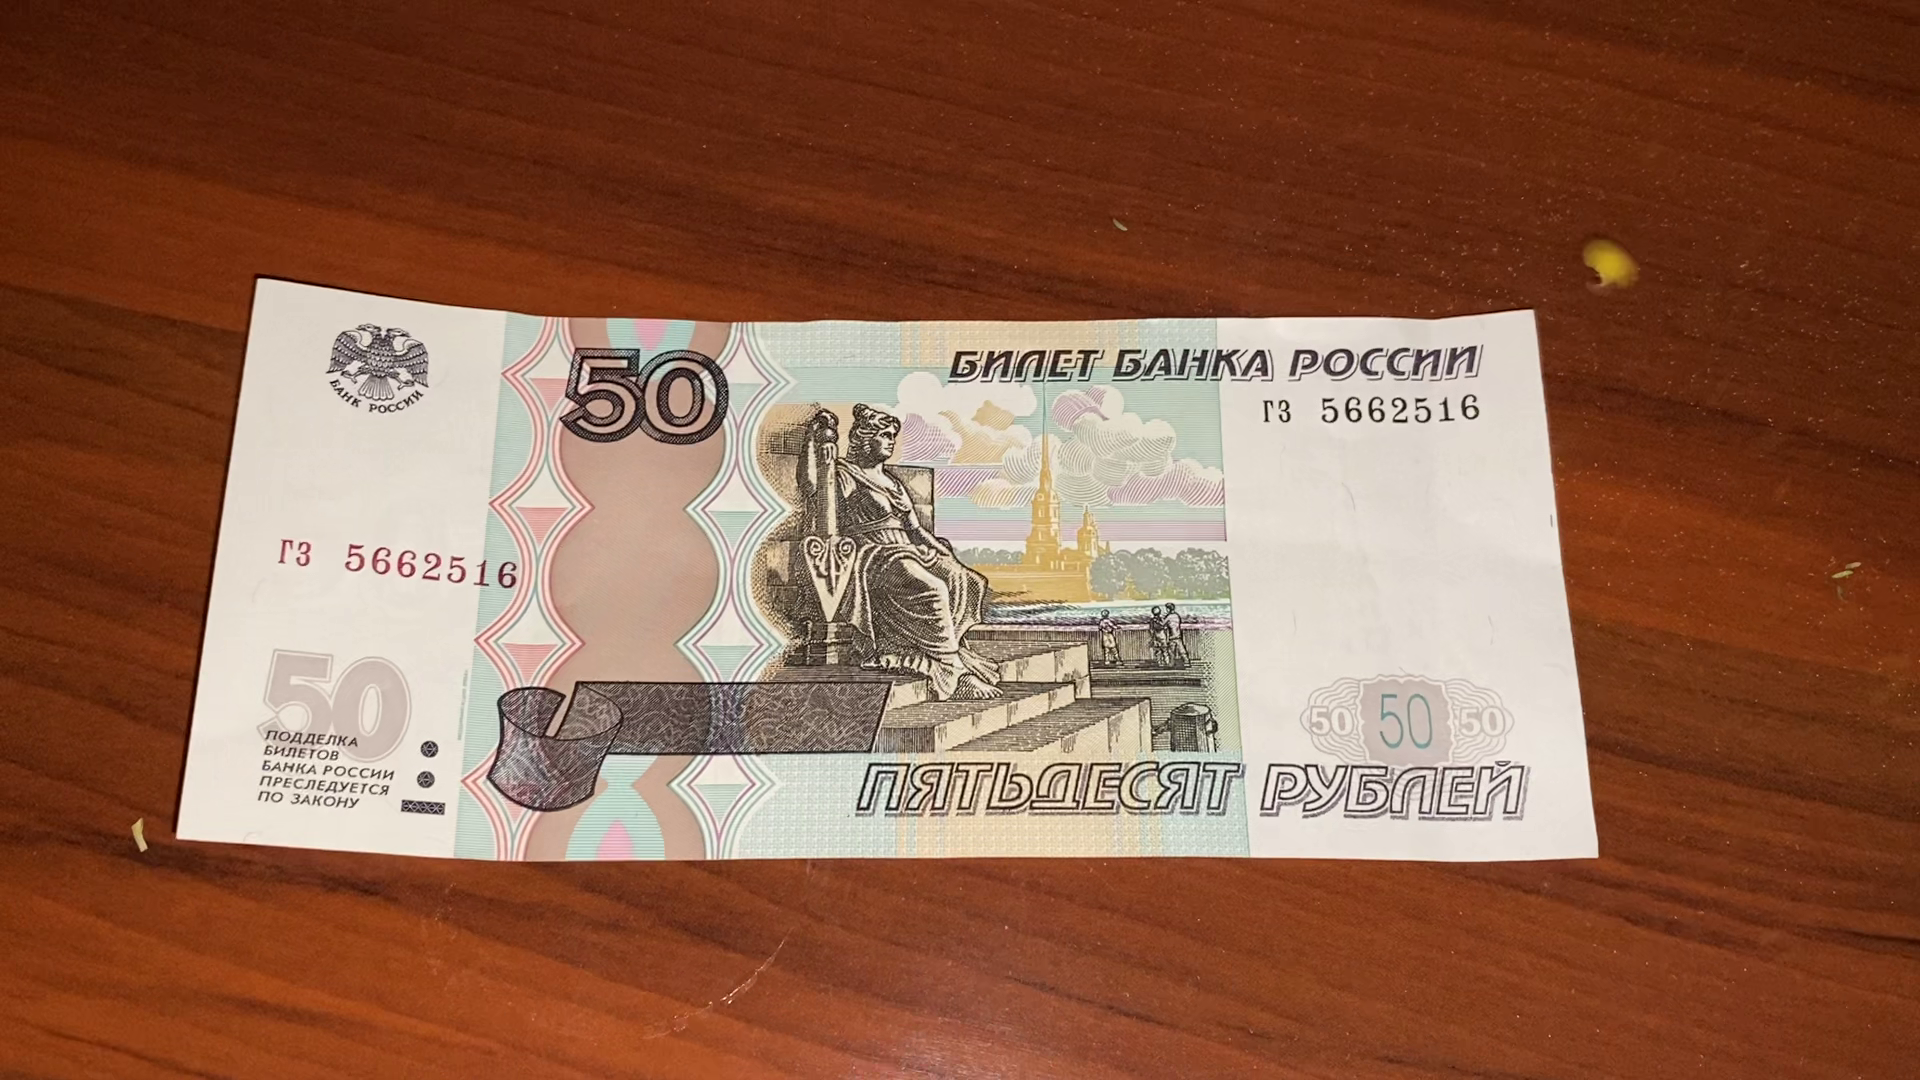 БАНК РОССИИ
50
БИЛЕТ БАНКА РОССИИ
гз 5662516
гз 5662516
50
ПОДДЕЛКА
БИЛЕТОВ
БАНКА РОССИИ
ПРЕСЛЕДУЕТСЯ
ПО ЗАКОНУ
50 50 50
ПЯТЬДЕСЯТ РУБЛЕЙ